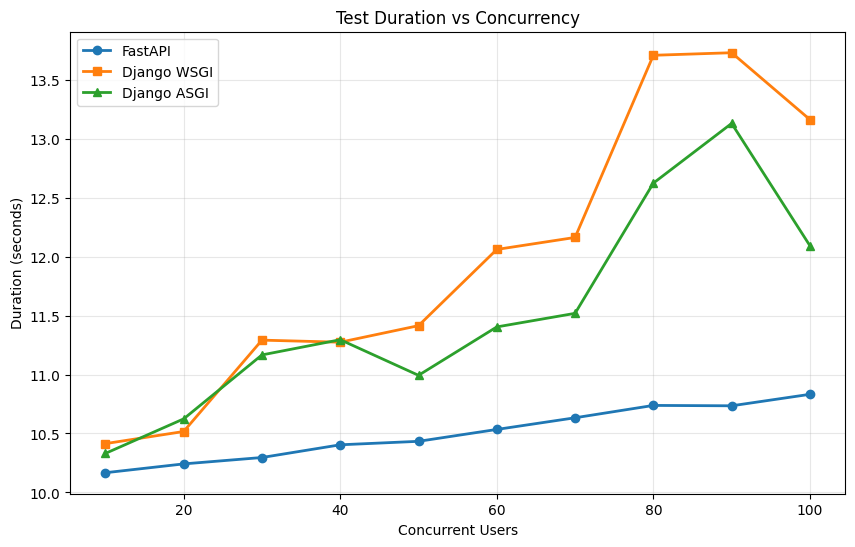 Test Duration vs Concurrency
FastAPI
Django WSGI
Django ASGI
Duration (seconds)
13.5
13.0
12.5
12.0
11.5
11.0
10.5
10.0
20 40 60 80 100
Concurrent Users